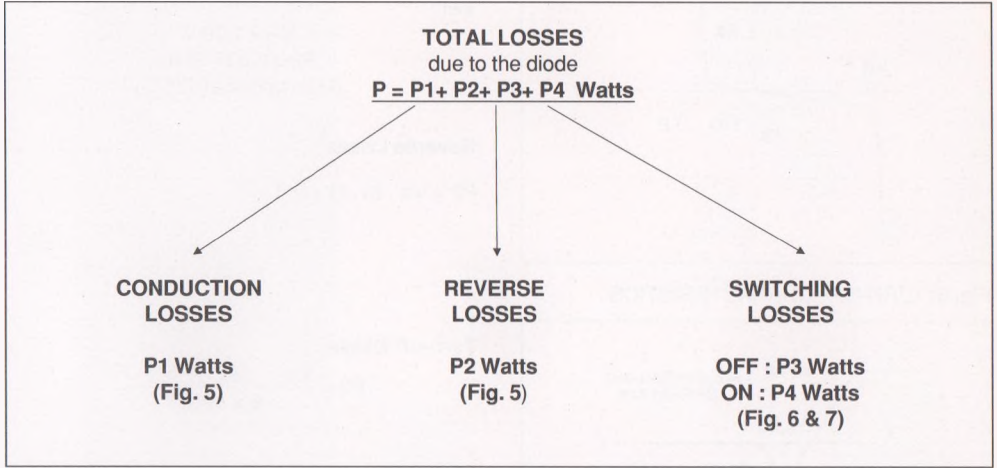 TOTAL LOSSES
due to the diode
P = P1+ P2+ P3+ P4 Watts
CONDUCTION
LOSSES
P1 Watts
(Fig. 5)
REVERSE
LOSSES
P2 Watts
(Fig. 5)
SWITCHING
LOSSES
OFF : P3 Watts
ON : P4 Watts
(Fig. 6 & 7)